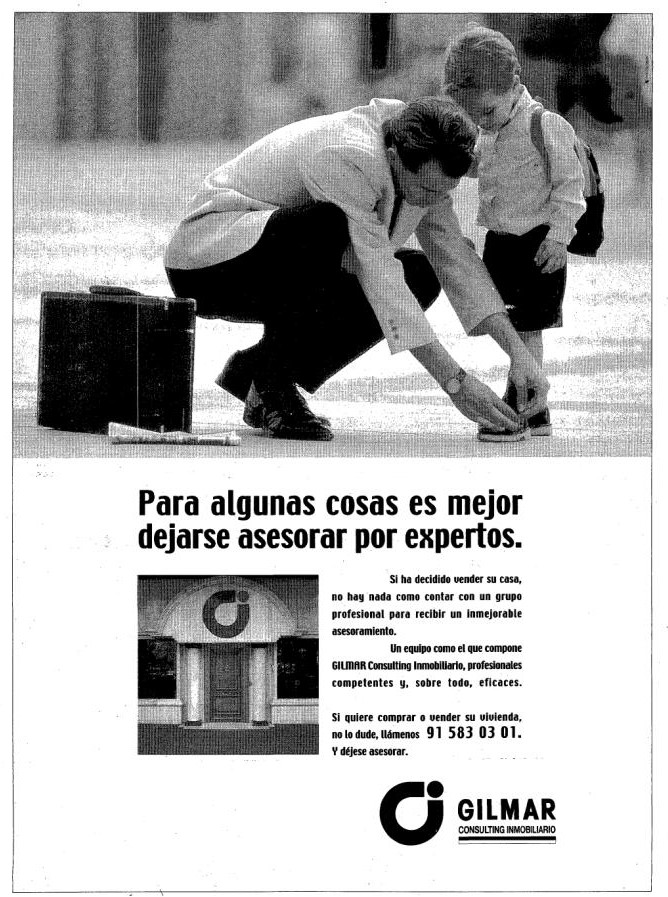 Para algunas cosas es mejor
dejarse asesorar por expertos.
Si ha decidido vender su casa,
no hay nada como contar con un grupo
profesional para recibir un inmejorable
asesoramiento.
Un equipo como el que compone
GILMAR Consulting Inmobiliario, profesionales
competentes y, sobre todo, eficaces.
Si quiere comprar o vender su vivienda,
no lo dude, llámenos 91 583 03 01.
Y déjese asesorar.
GILMAR
CONSULTING INMOBILIARIO